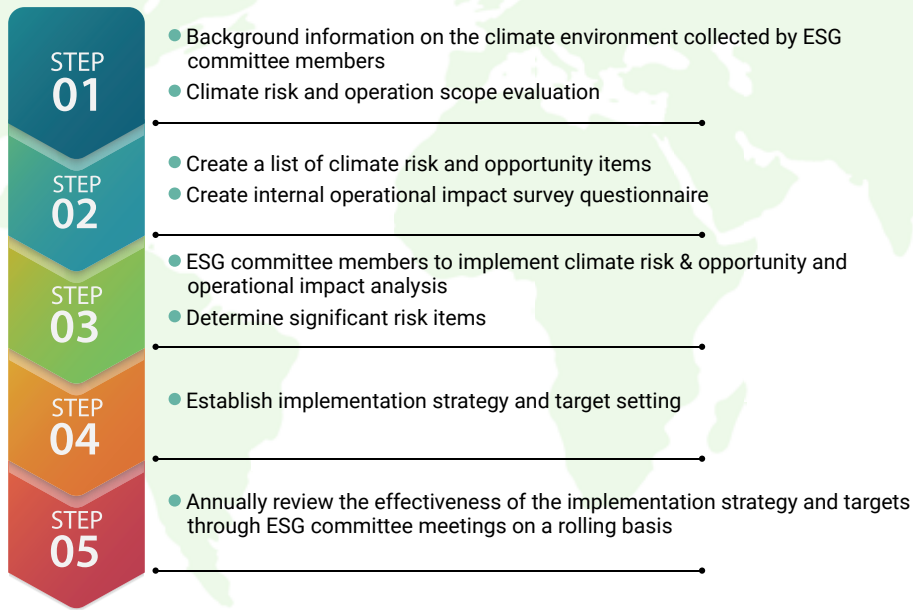 STEP
01
Background information on the climate environment collected by ESG
committee members
Climate risk and operation scope evaluation
STEP
02
Create a list of climate risk and opportunity items
Create internal operational impact survey questionnaire
STEP
03
ESG committee members to implement climate risk & opportunity and
operational impact analysis
Determine significant risk items
STEP
04
Establish implementation strategy and target setting
STEP
05
Annually review the effectiveness of the implementation strategy and targets
through ESG committee meetings on a rolling basis